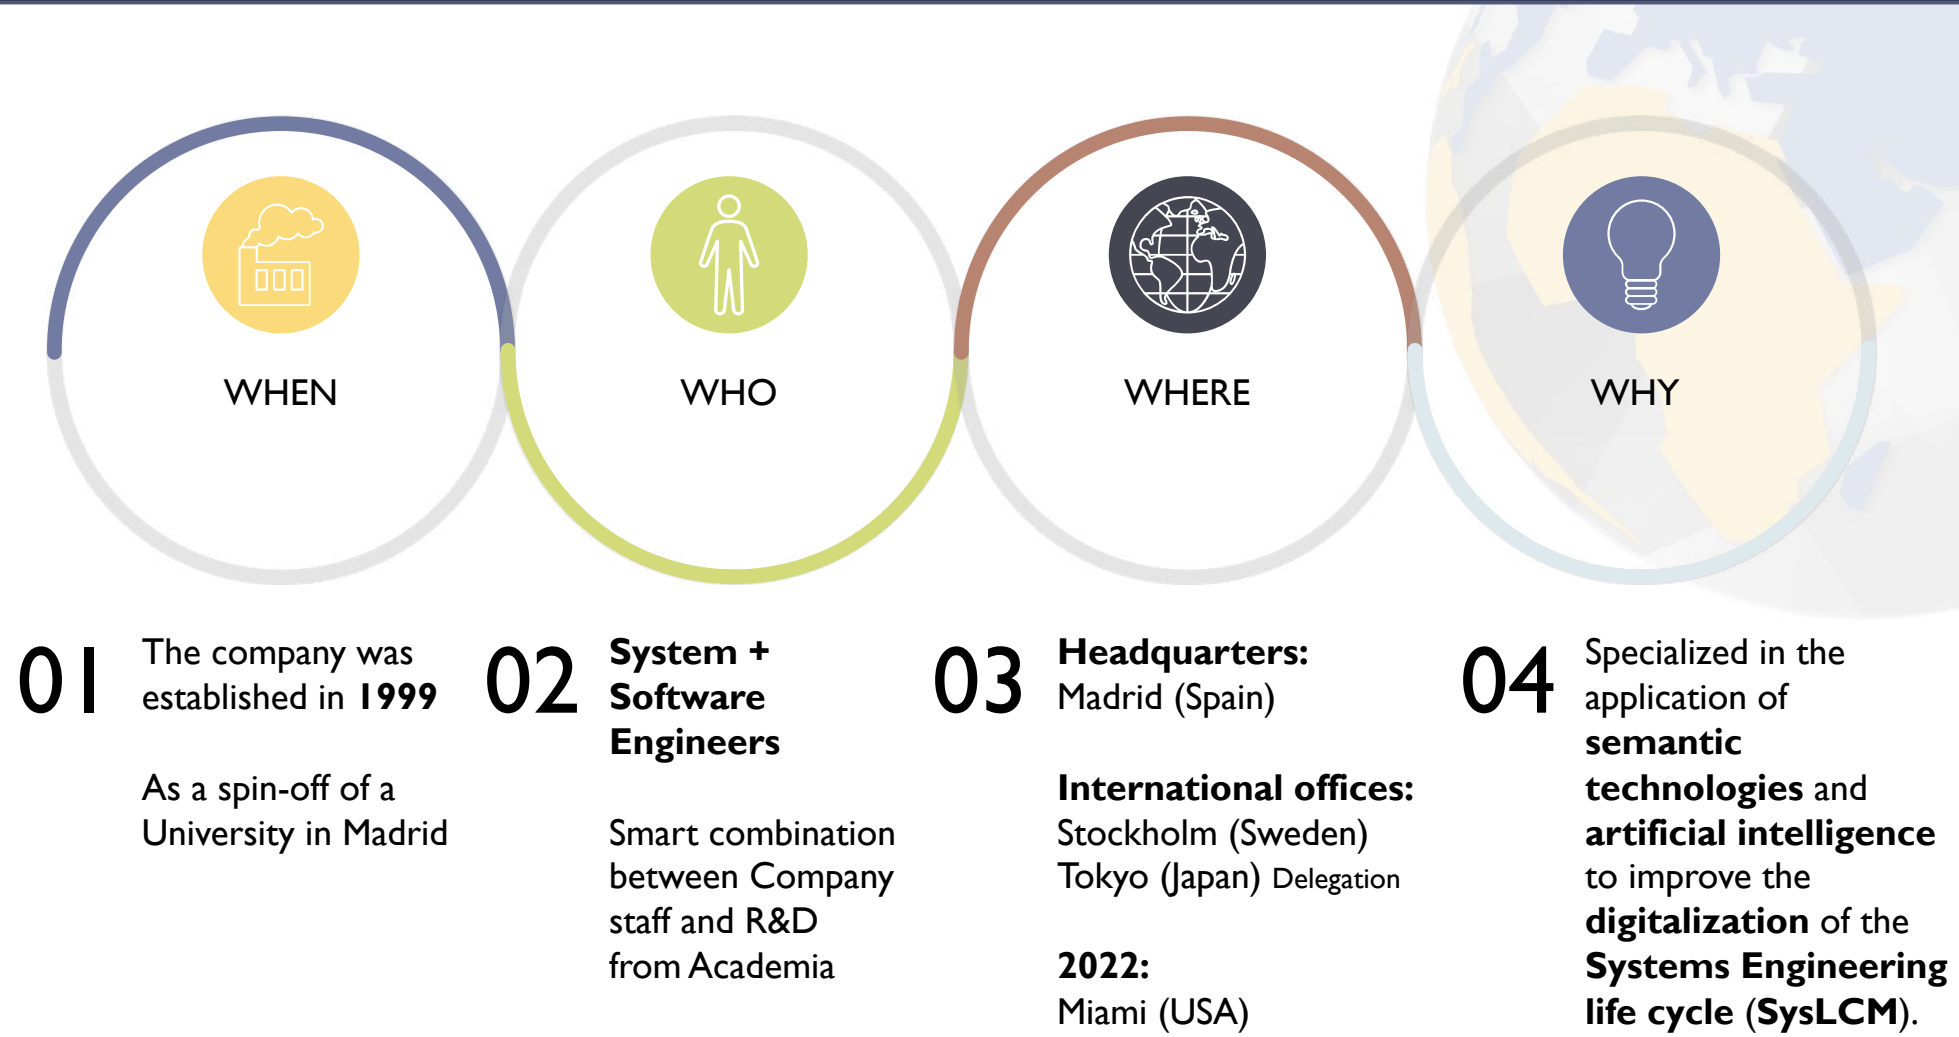 WHEN
WHO
WHERE
WHY
01
The company was
established in 1999
As a spin-off of a
University in Madrid
02
System +
Software
Engineers
Smart combination
between Company
staff and R&D
from Academia
03
Headquarters:
Madrid (Spain)
International offices:
Stockholm (Sweden)
Tokyo (Japan) Delegation
2022:
Miami (USA)
04
Specialized in the
application of
semantic
technologies and
artificial intelligence
to improve the
digitalization of the
Systems Engineering
life cycle (SysLCM).